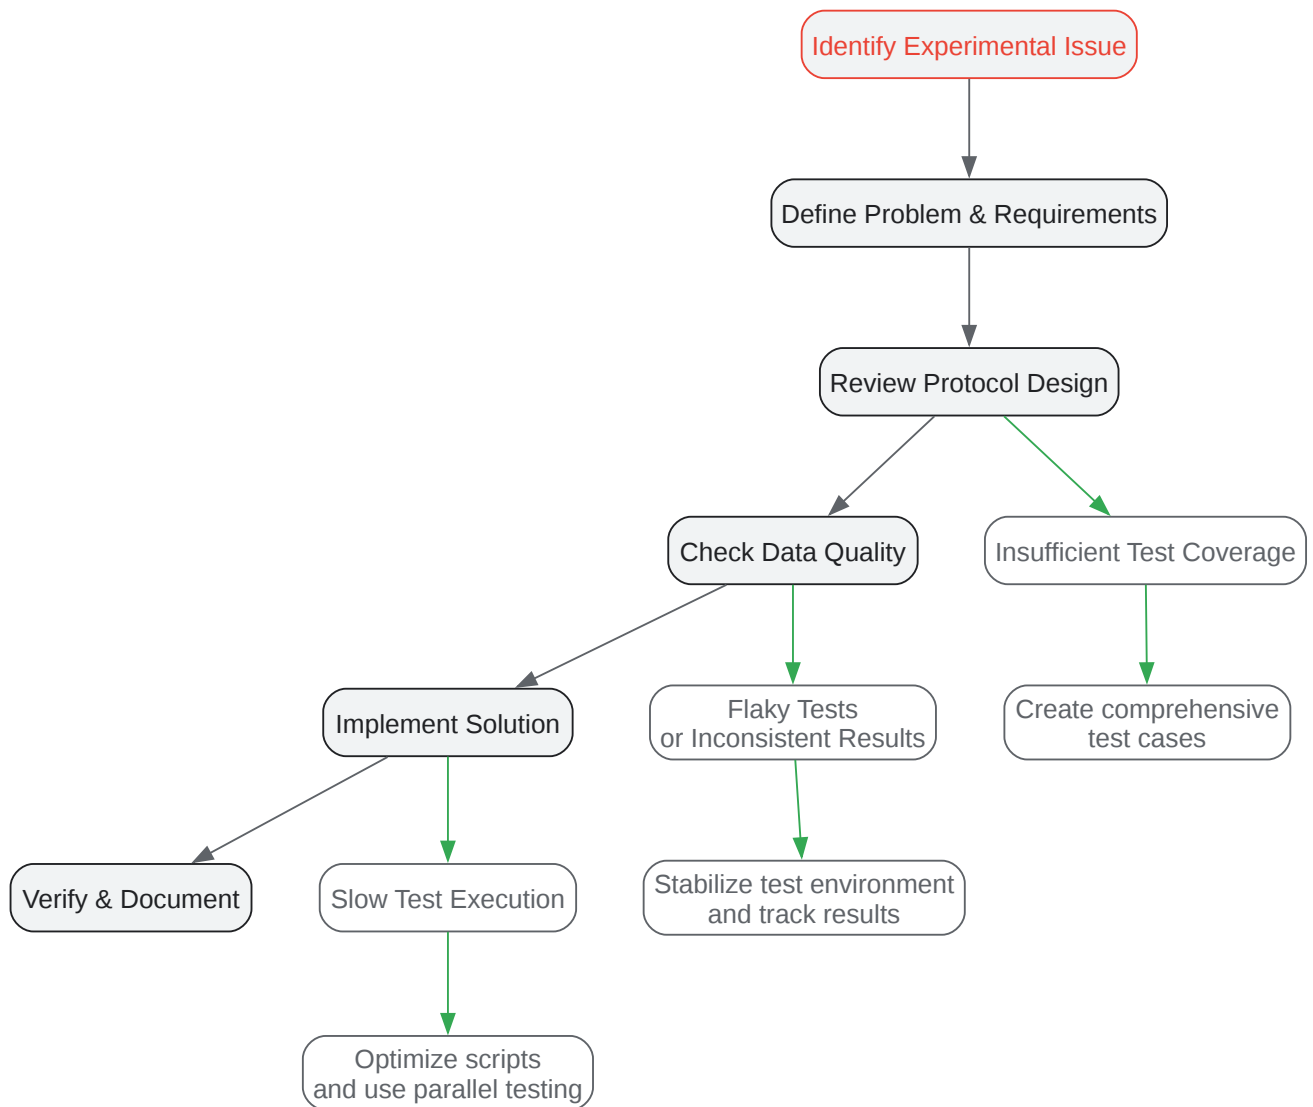 Identify Experimental Issue
Define Problem & Requirements
Review Protocol Design
Check Data Quality
Insufficient Test Coverage
Implement Solution
Flaky Tests
or Inconsistent Results
Create comprehensive
test cases
Verify & Document
Slow Test Execution
Stabilize test environment
and track results
Optimize scripts
and use parallel testing